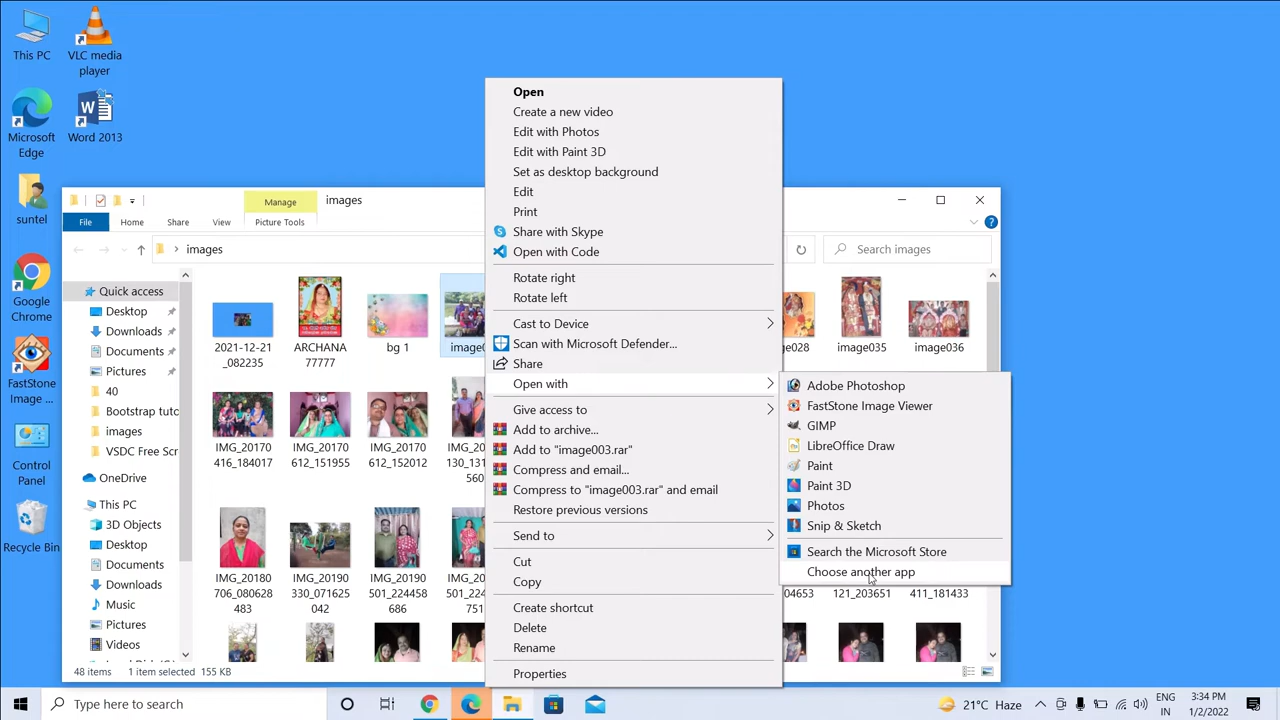 This PC
VLC media
player
Microsoft
Edge
Word 2013
suntel
Google
Chrome
FastStone
Image ...
Control
Panel
Recycle Bin
Manage
images
File
Home
Share
View
Picture Tools
images
Search images
Quick access
Desktop
Downloads
Documents
Pictures
40
Bootstrap tuto
images
VSDC Free Scr
OneDrive
This PC
3D Objects
Desktop
Documents
Downloads
Music
Pictures
Videos
2021-12-21
_082235
ARCHANA
77777
bg 1
image035
image036
IMG_20170
416_184017
IMG_20170
612_151955
IMG_20170
612_152012
130_131
560
IMG_20180
706_080628
483
IMG_20190
330_071625
042
IMG_20190
501_224458
686
501_224
751
04653
121_203651
411_181433
48 items
1 item selected
155 KB
Open
Create a new video
Edit with Photos
Edit with Paint 3D
Set as desktop background
Edit
Print
Share with Skype
Open with Code
Rotate right
Rotate left
Cast to Device
Scan with Microsoft Defender...
Share
Open with
Give access to
Add to archive...
Add to "image003.rar"
Compress and email...
Compress to "image003.rar" and email
Restore previous versions
Send to
Cut
Copy
Create shortcut
Delete
Rename
Properties
Adobe Photoshop
FastStone Image Viewer
GIMP
LibreOffice Draw
Paint
Paint 3D
Photos
Snip & Sketch
Search the Microsoft Store
Choose another app
Type here to search
21°C Haze
ENG
IN
3:34 PM
1/2/2022